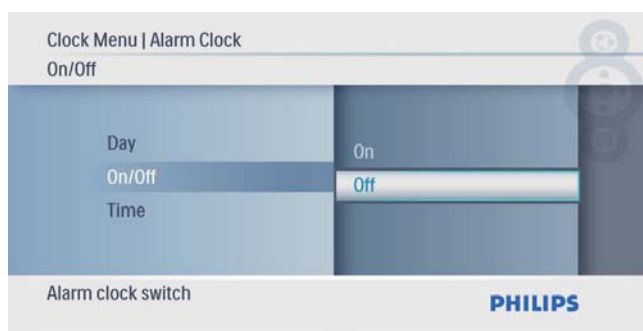 Clock Menu | Alarm Clock
On/Off
Day
On/Off
Time
On
Off
Alarm clock switch
PHILIPS